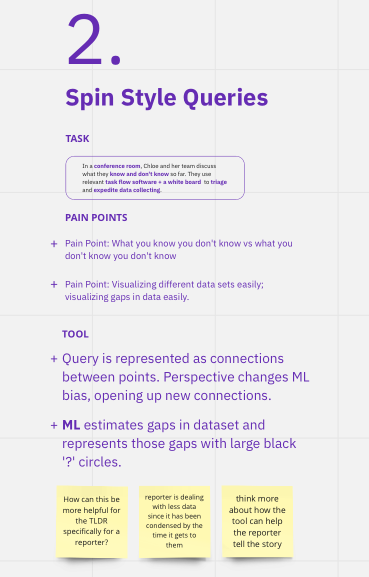 2.
Spin Style Queries
TASK
In a conference room, Chloe and her team discuss
what they know and don't know so far. They use
relevant task flow software + a white board to triage
and expedite data collecting.
PAIN POINTS
+ Pain Point: What you know you don't know vs what you
don't know you don't know
+ Pain Point: Visualizing different data sets easily;
visualizing gaps in data easily.
TOOL
+ Query is represented as connections
between points. Perspective changes ML
bias, opening up new connections.
+ ML estimates gaps in dataset and
represents those gaps with large black
'?' circles.
How can this be
more helpful for
the TLDR
specifically for a
reporter?
reporter is dealing
with less data
since it has been
condensed by the
time it gets to
them
think more
about how the
tool can help
the reporter
tell the story